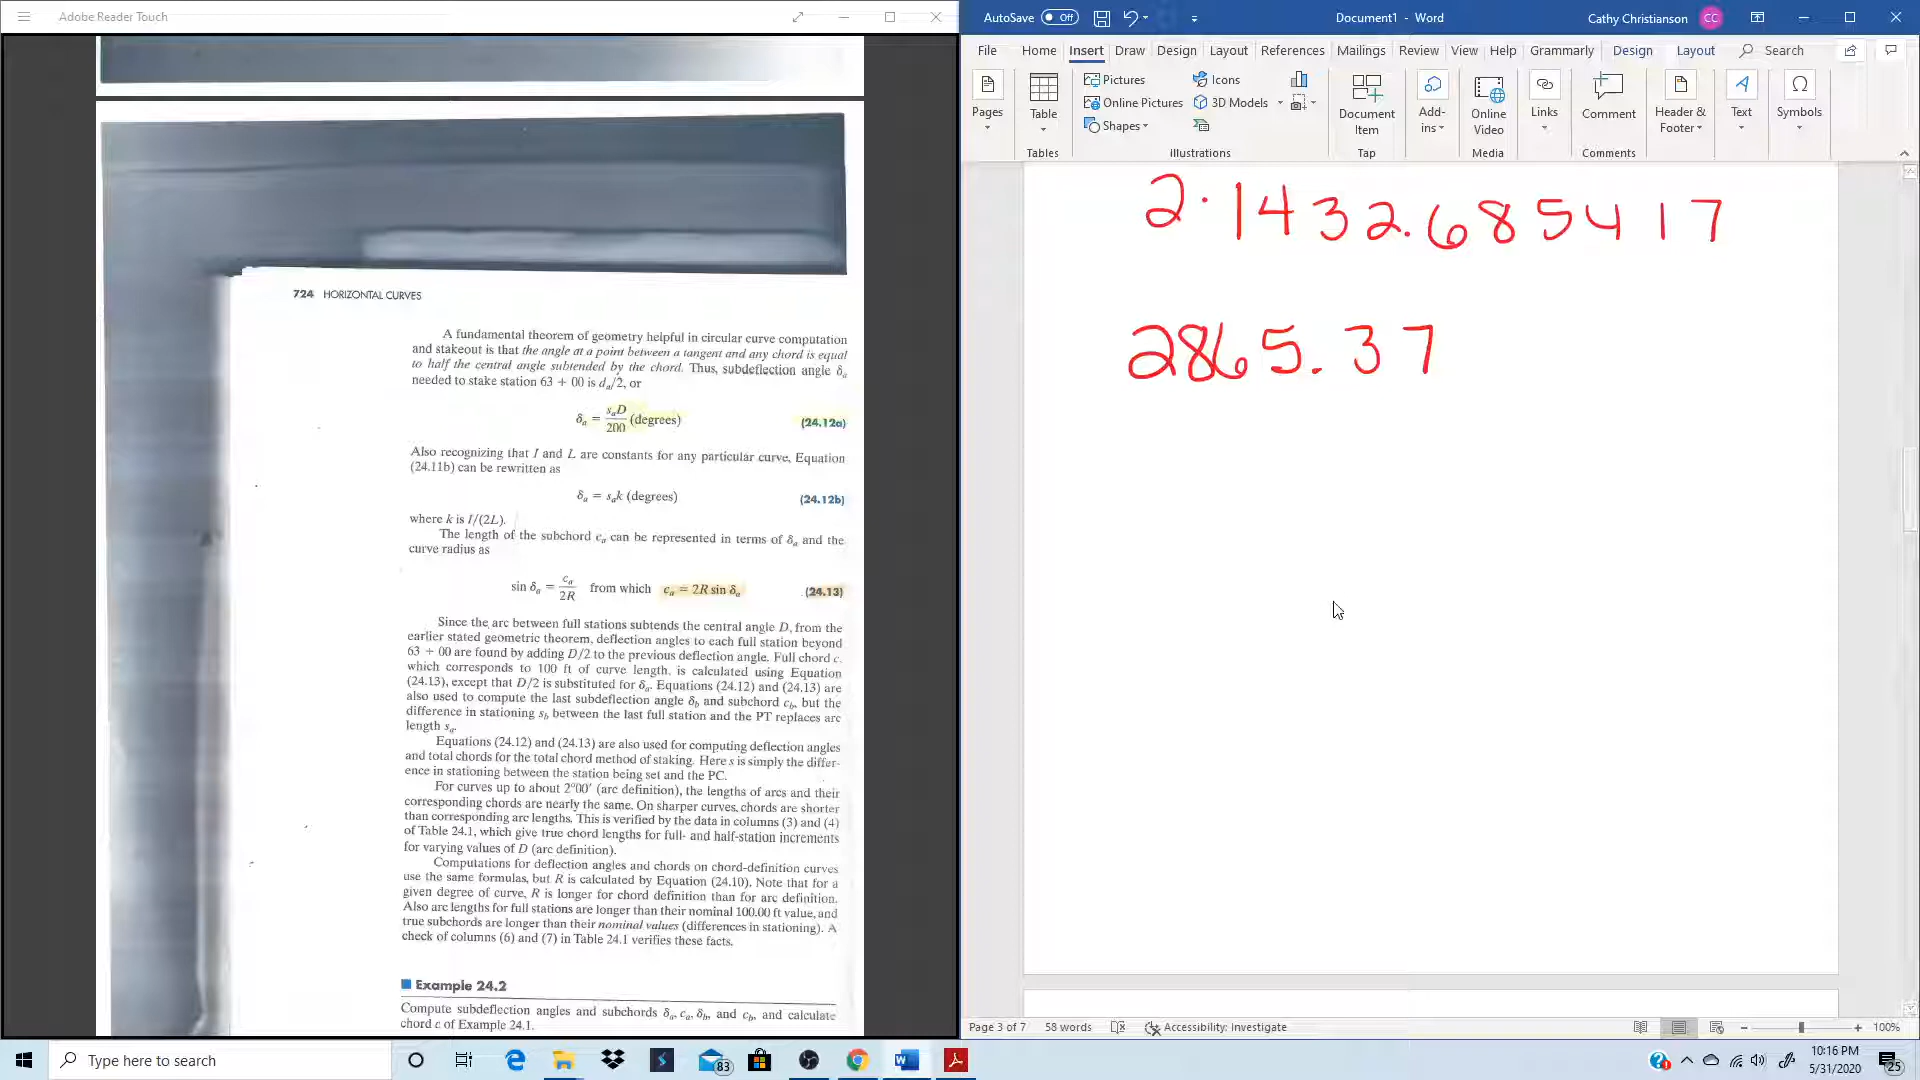 Adobe Reader Touch
724 HORIZONTAL CURVES
A fundamental theorem of geometry helpful in circular curve computation
and stakeout is that the angle at a point between a tangent and any chord is equal
to half the central angle subtended by the chord. Thus, subdeflection angle δa
needed to stake station 63 + 00 is da/2, or
δa = saD/200 (degrees) (24.12a)
Also recognizing that I and L are constants for any particular curve, Equation
(24.11b) can be rewritten as
δa = sak (degrees) (24.12b)
where k is I/(2L).
The length of the subchord ca can be represented in terms of δa and the
curve radius as
sin δa = ca/2R from which ca = 2R sin δa (24.13)
Since the arc between full stations subtends the central angle D, from the
earlier stated geometric theorem, deflection angles to each full station beyond
63 + 00 are found by adding D/2 to the previous deflection angle. Full chord c,
which corresponds to 100 ft of curve length, is calculated using Equation
(24.13), except that D/2 is substituted for δa. Equations (24.12) and (24.13) are
also used to compute the last subdeflection angle δb and subchord cb, but the
difference in stationing sb between the last full station and the PT replaces arc
length sa.
Equations (24.12) and (24.13) are also used for computing deflection angles
and total chords for the total chord method of staking. Here s is simply the differ-
ence in stationing between the station being set and the PC.
For curves up to about 2°00′ (arc definition), the lengths of arcs and their
corresponding chords are nearly the same. On sharper curves, chords are shorter
than corresponding arc lengths. This is verified by the data in columns (3) and (4)
of Table 24.1, which give true chord lengths for full- and half-station increments
for varying values of D (arc definition).
Computations for deflection angles and chords on chord-definition curves
use the same formulas, but R is calculated by Equation (24.10). Note that for a
given degree of curve, R is longer for chord definition than for arc definition.
Also arc lengths for full stations are longer than their nominal 100.00 ft value, and
true subchords are longer than their nominal values (differences in stationing). A
check of columns (6) and (7) in Table 24.1 verifies these facts.
Example 24.2
Compute subdeflection angles and subchords δa, ca, δb, and cb, and calculate
chord c of Example 24.1.
AutoSave Off Document1 - Word Cathy Christianson CC
File Home Insert Draw Design Layout References Mailings Review View Help Grammarly Design Layout Search
Pages
Table
Tables
Pictures
Online Pictures
Shapes
Icons
3D Models
Illustrations
Document
Item
Tap
Add-
ins
Online
Video
Media
Links
Comment
Comments
Header &
Footer
Text
Symbols
2·1432.685417
2865.37
Page 3 of 7 58 words Accessibility: Investigate 100%
Type here to search
83
10:16 PM
5/31/2020
25